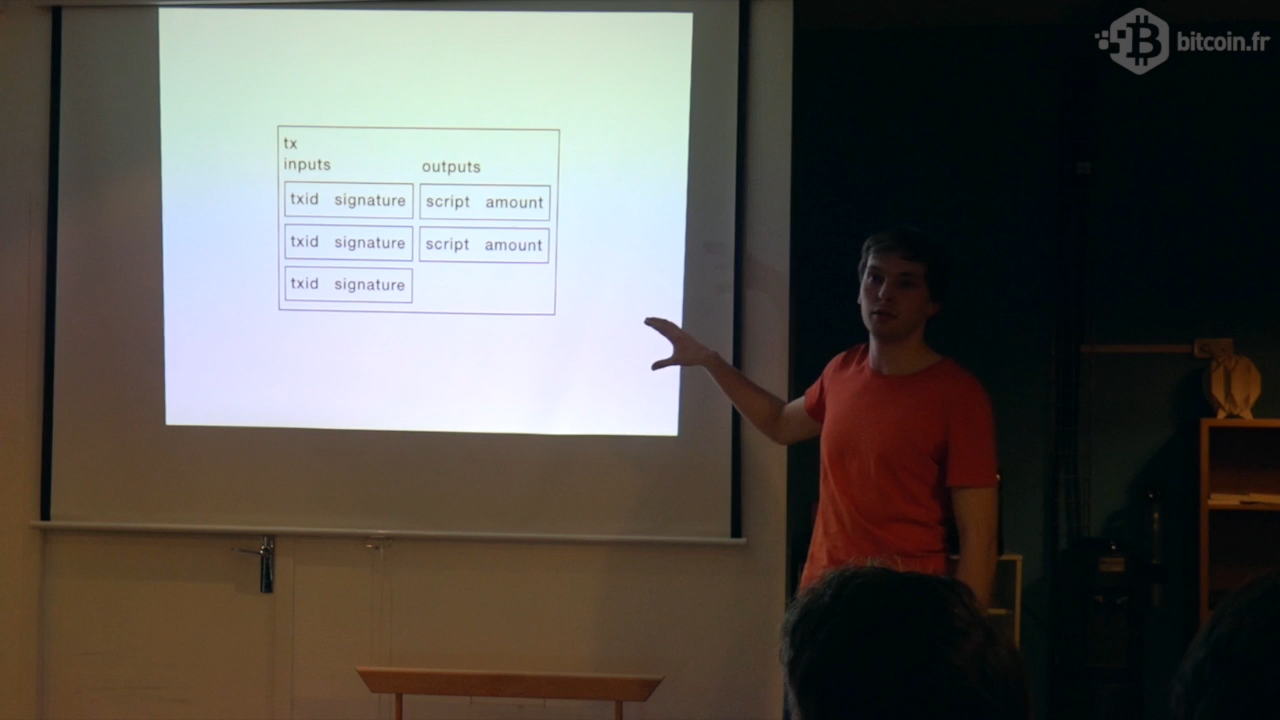 bitcoin.fr
tx
inputs outputs
txid signature script amount
txid signature script amount
txid signature